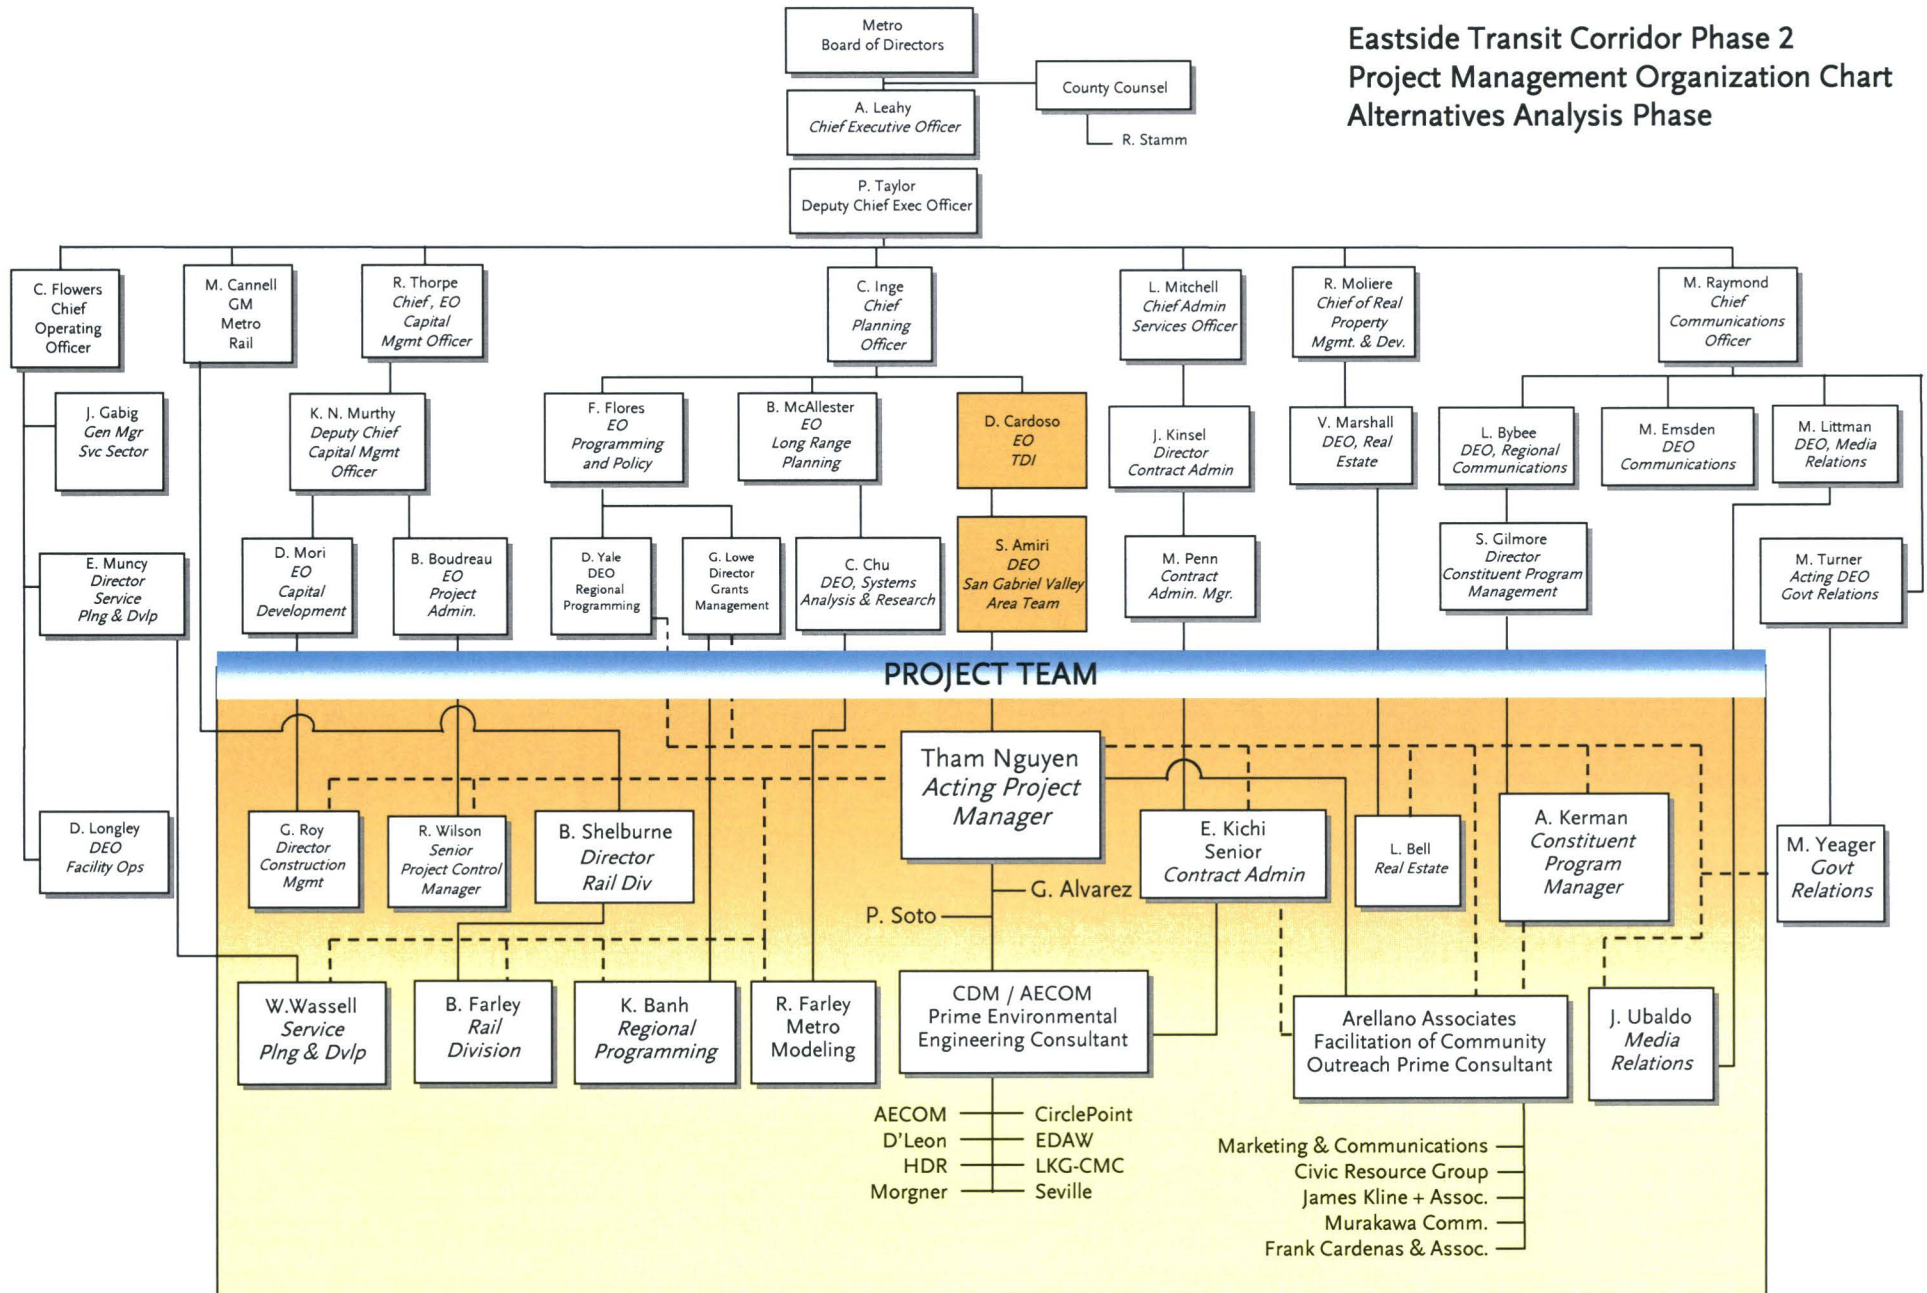 Metro
Board of Directors
Eastside Transit Corridor Phase 2
Project Management Organization Chart
Alternatives Analysis Phase
County Counsel
R. Stamm
A. Leahy
Chief Executive Officer
P. Taylor
Deputy Chief Exec Officer
C. Flowers
Chief
Operating
Officer
M. Cannell
GM
Metro
Rail
R. Thorpe
Chief, EO
Capital
Mgmt Officer
C. Inge
Chief
Planning
Officer
L. Mitchell
Chief Admin
Services Officer
R. Moliere
Chief of Real
Property
Mgmt. & Dev.
M. Raymond
Chief
Communications
Officer
J. Gabig
Gen Mgr
Svc Sector
K. N. Murthy
Deputy Chief
Capital Mgmt
Officer
F. Flores
EO
Programming
and Policy
B. McAllester
EO
Long Range
Planning
D. Cardoso
EO
TDI
J. Kinsel
Director
Contract Admin
V. Marshall
DEO, Real
Estate
L. Bybee
DEO, Regional
Communications
M. Emsden
DEO
Communications
M. Littman
DEO, Media
Relations
E. Muncy
Director
Service
Plng & Dvlp
D. Mori
EO
Capital
Development
B. Boudreau
EO
Project
Admin.
D. Yale
DEO
Regional
Programming
G. Lowe
Director
Grants
Management
C. Chu
DEO, Systems
Analysis & Research
S. Amiri
DEO
San Gabriel Valley
Area Team
M. Penn
Contract
Admin. Mgr.
S. Gilmore
Director
Constituent Program
Management
M. Turner
Acting DEO
Govt Relations
PROJECT TEAM
Tham Nguyen
Acting Project
Manager
D. Longley
DEO
Facility Ops
G. Roy
Director
Construction
Mgmt
R. Wilson
Senior
Project Control
Manager
B. Shelburne
Director
Rail Div
E. Kichi
Senior
Contract Admin
L. Bell
Real Estate
A. Kerman
Constituent
Program
Manager
M. Yeager
Govt
Relations
G. Alvarez
P. Soto
W.Wassell
Service
Plng & Dvlp
B. Farley
Rail
Division
K. Banh
Regional
Programming
R. Farley
Metro
Modeling
CDM / AECOM
Prime Environmental
Engineering Consultant
Arellano Associates
Facilitation of Community
Outreach Prime Consultant
J. Ubaldo
Media
Relations
AECOM
CirclePoint
D'Leon
EDAW
HDR
LKG-CMC
Morgner
Seville
Marketing & Communications
Civic Resource Group
James Kline + Assoc.
Murakawa Comm.
Frank Cardenas & Assoc.